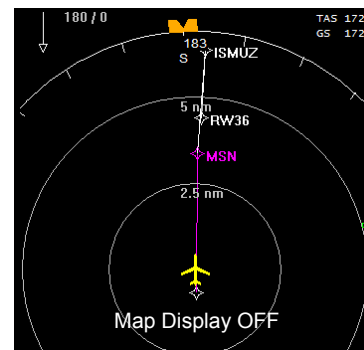 180 / 0
TAS 172
GS 172
183
S
ISMUZ
5 nm
RW36
MSN
2.5 nm
Map Display OFF